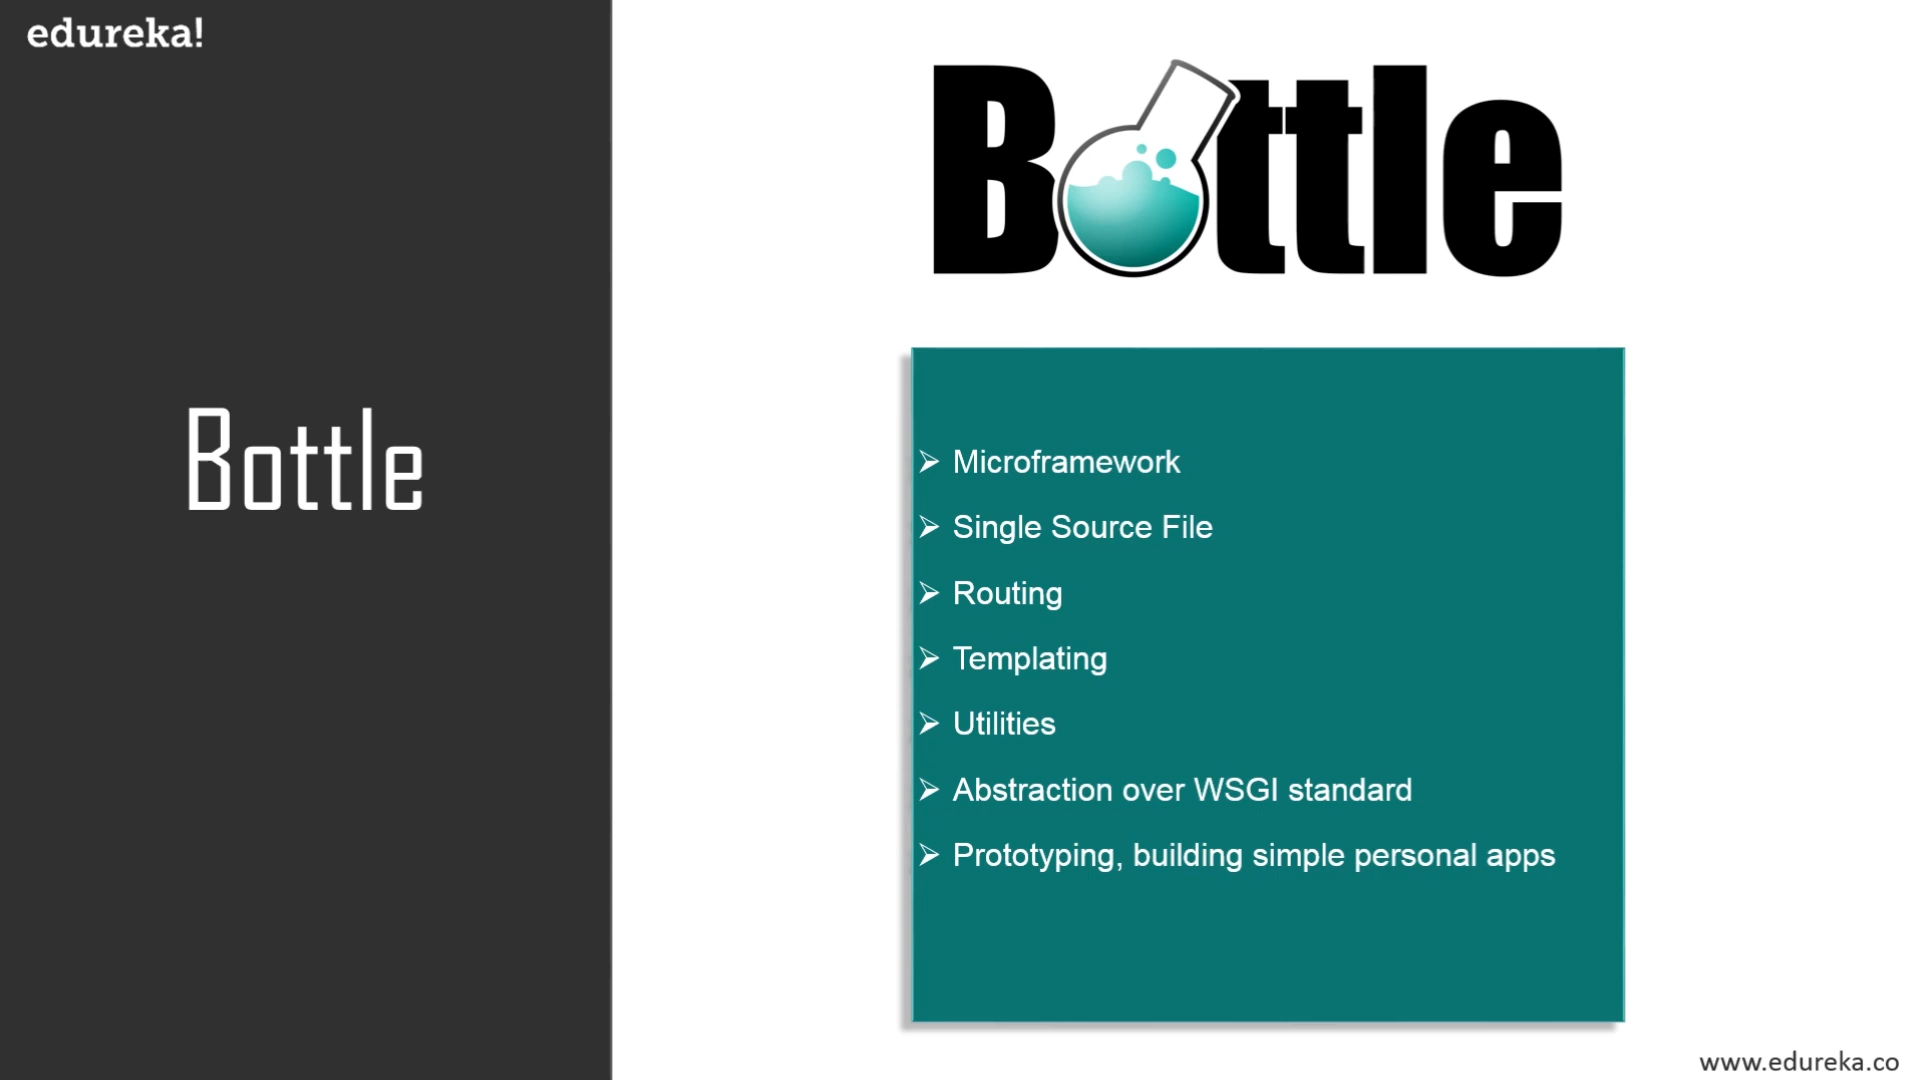 edureka!
Bottle
Bottle
Microframework
Single Source File
Routing
Templating
Utilities
Abstraction over WSGI standard
Prototyping, building simple personal apps
www.edureka.co